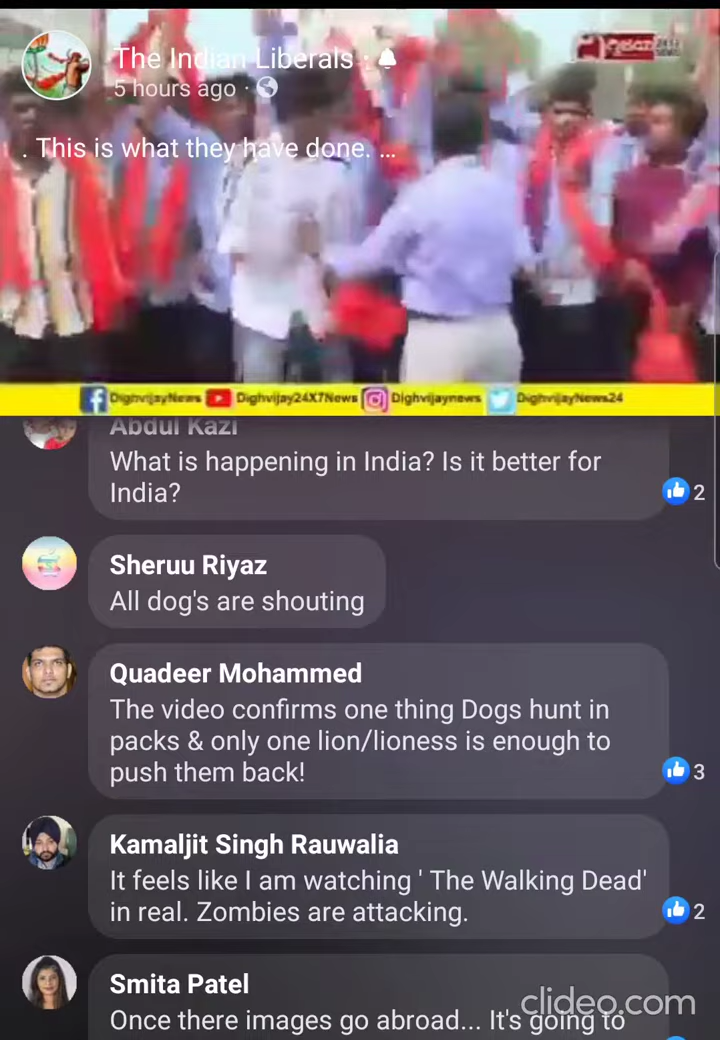 The Indian Liberals
5 hours ago
. This is what they have done. ...
DighvijayNews
Dighvijay24X7News
Dighvijaynews
DighvijayNews24
Abdul Kazi
What is happening in India? Is it better for
India?
2
Sheruu Riyaz
All dog's are shouting
Quadeer Mohammed
The video confirms one thing Dogs hunt in
packs & only one lion/lioness is enough to
push them back!
3
Kamaljit Singh Rauwalia
It feels like I am watching ' The Walking Dead'
in real. Zombies are attacking.
2
Smita Patel
Once there images go abroad... It's going to
clideo.com